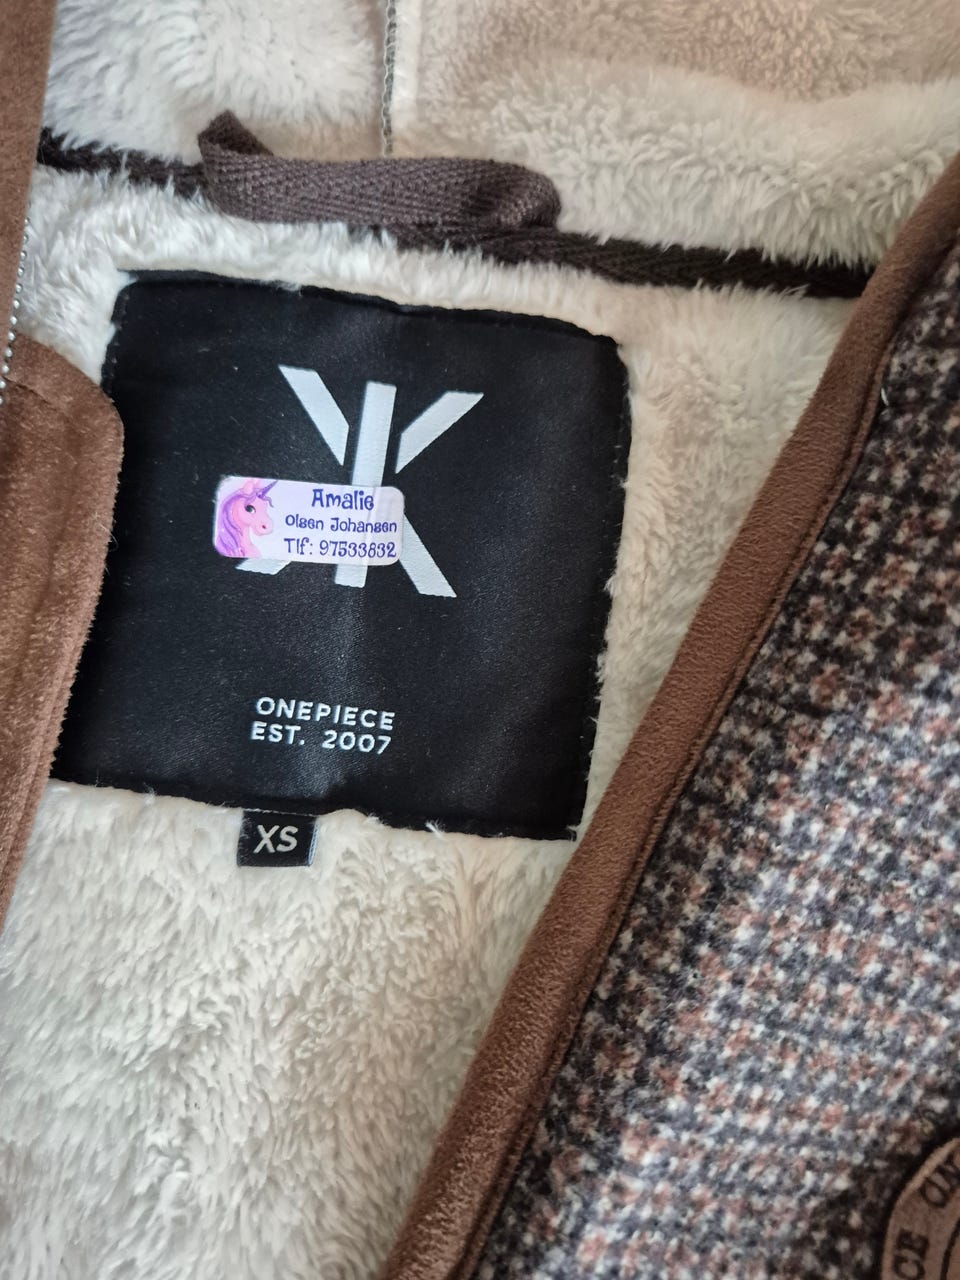 Amalie
Olsen Johansen
Tlf: 97533832
ONEPIECE
EST. 2007
XS